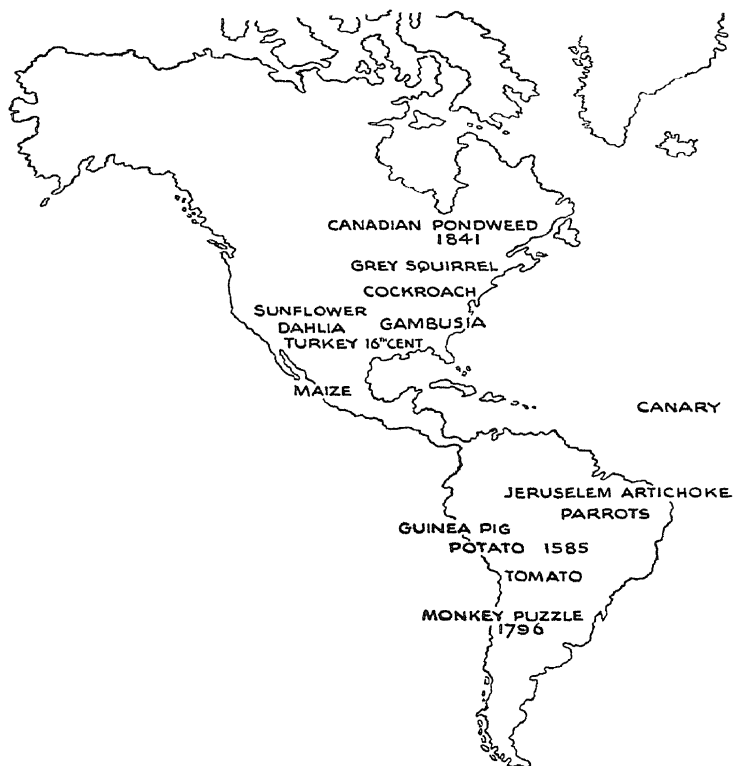 CANADIAN PONDWEED
1841
GREY SQUIRREL
COCKROACH
SUNFLOWER
DAHLIA
GAMBUSIA
TURKEY 16TH CENT
MAIZE
CANARY
JERUSELEM ARTICHOKE
PARROTS
GUINEA PIG
POTATO 1585
TOMATO
MONKEY PUZZLE
1796